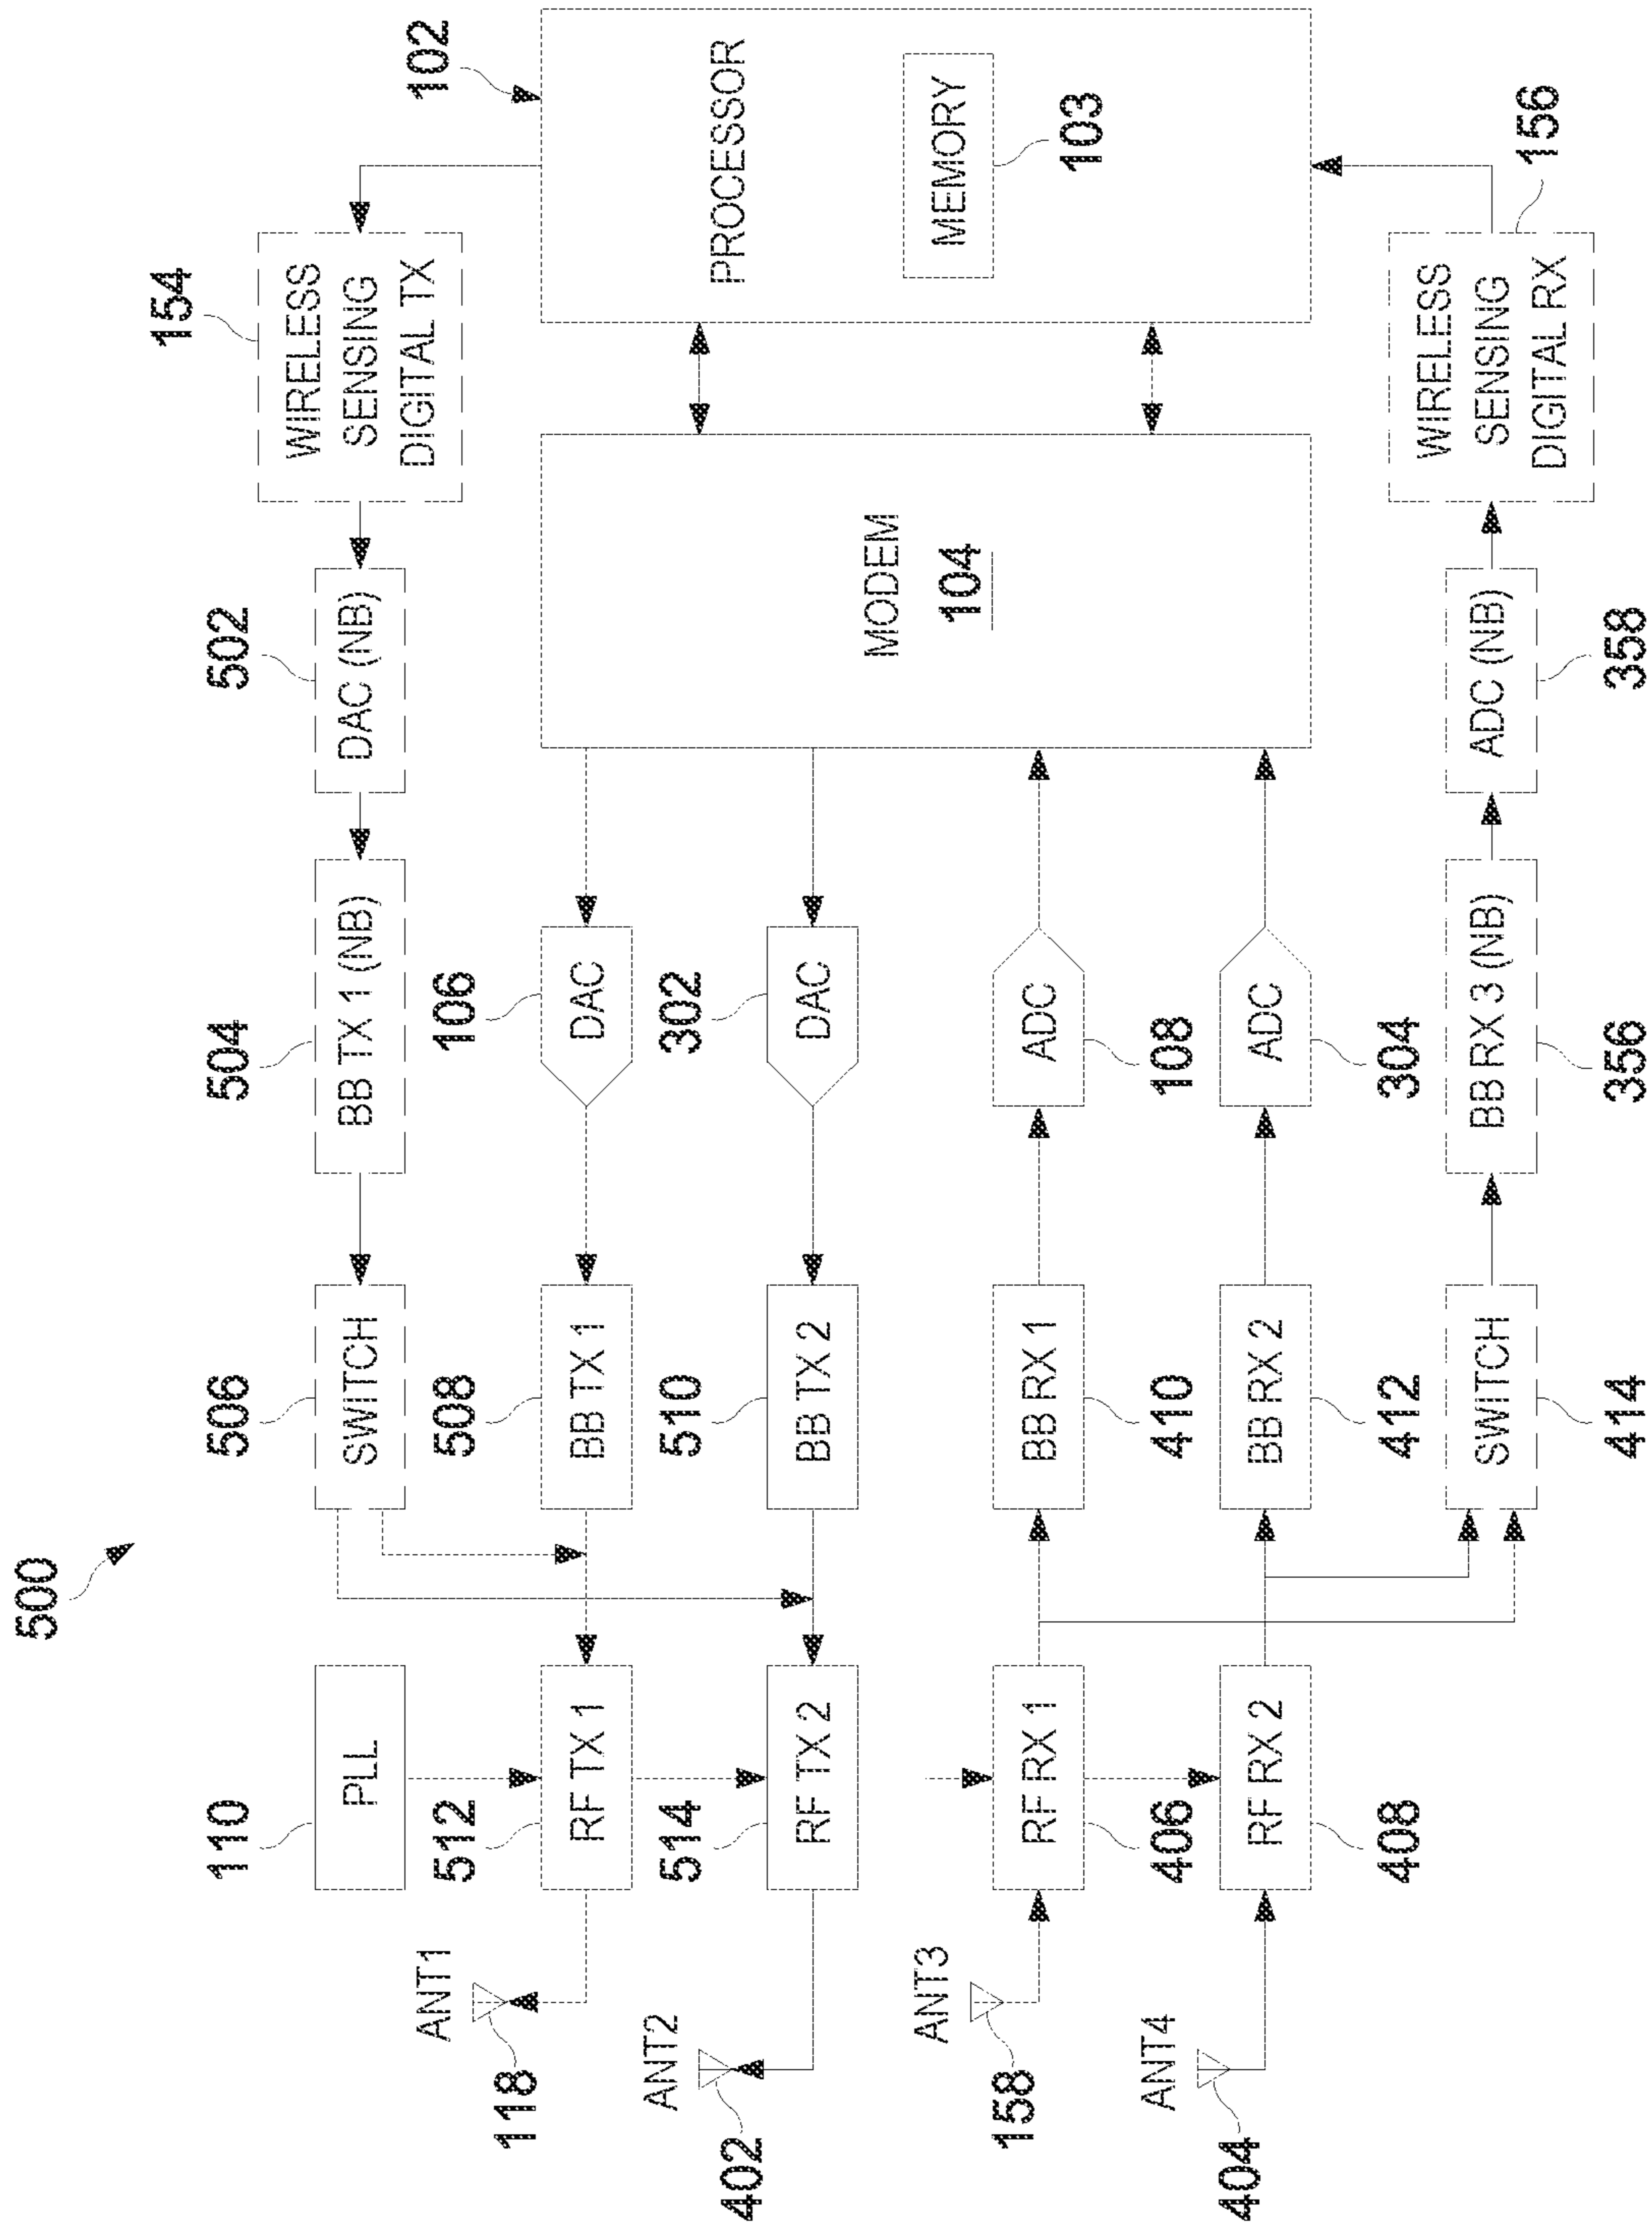 500
110
PLL
506
SWITCH
504
BB TX 1 (NB)
502
DAC (NB)
154
WIRELESS
SENSING
DIGITAL TX
102
ANT1
118
512
RF TX 1
508
BB TX 1
106
DAC
ANT2
402
514
RF TX 2
510
BB TX 2
302
DAC
MODEM
104
PROCESSOR
MEMORY
103
ANT3
158
RF RX 1
406
BB RX 1
410
ADC
108
ANT4
404
RF RX 2
408
BB RX 2
412
ADC
304
SWITCH
414
BB RX 3 (NB)
356
ADC (NB)
358
WIRELESS
SENSING
DIGITAL RX
156